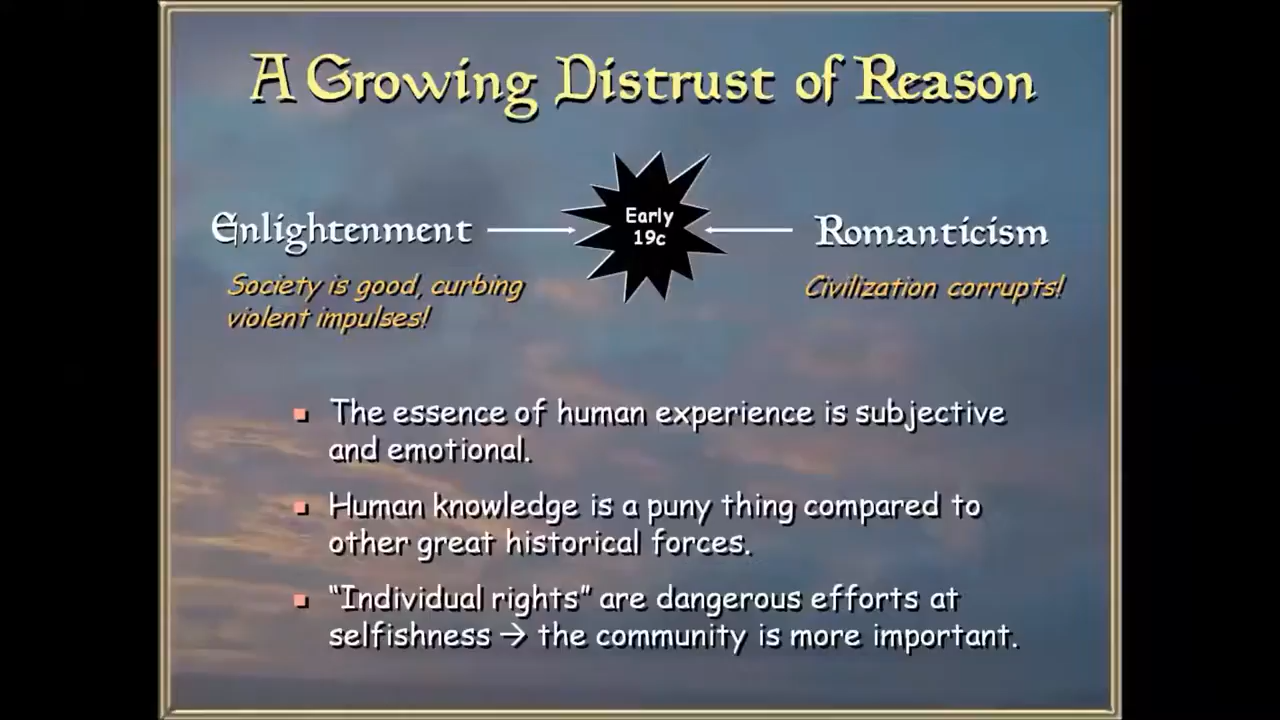 A Growing Distrust of Reason
Early
19c
Enlightenment
Romanticism
Society is good, curbing
violent impulses!
Civilization corrupts!
▪ The essence of human experience is subjective
and emotional.
▪ Human knowledge is a puny thing compared to
other great historical forces.
▪ “Individual rights” are dangerous efforts at
selfishness → the community is more important.